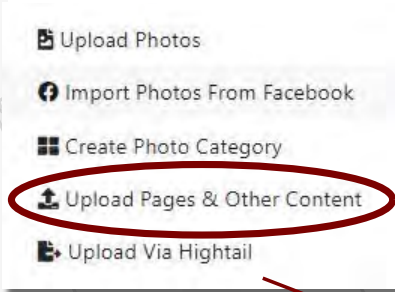 Upload Photos
Import Photos From Facebook
Create Photo Category
Upload Pages & Other Content
Upload Via Hightail